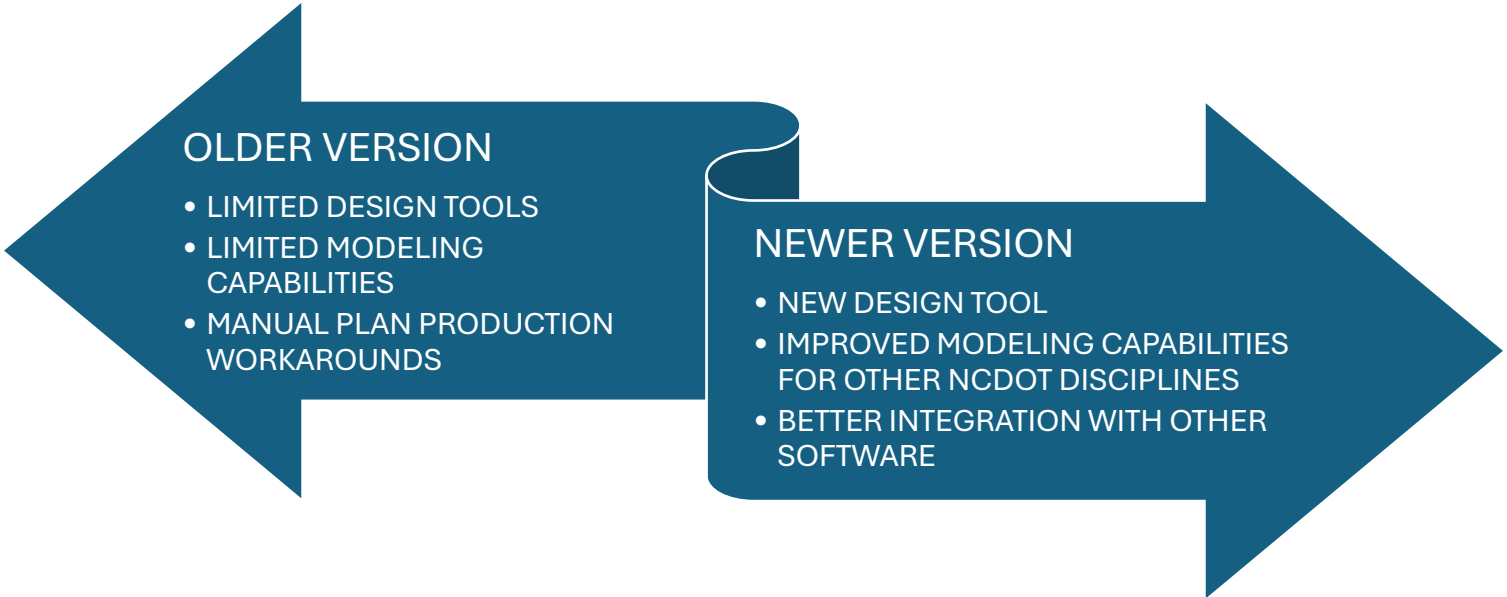 OLDER VERSION
• LIMITED DESIGN TOOLS
• LIMITED MODELING
CAPABILITIES
• MANUAL PLAN PRODUCTION
WORKAROUNDS
NEWER VERSION
• NEW DESIGN TOOL
• IMPROVED MODELING CAPABILITIES
FOR OTHER NCDOT DISCIPLINES
• BETTER INTEGRATION WITH OTHER
SOFTWARE